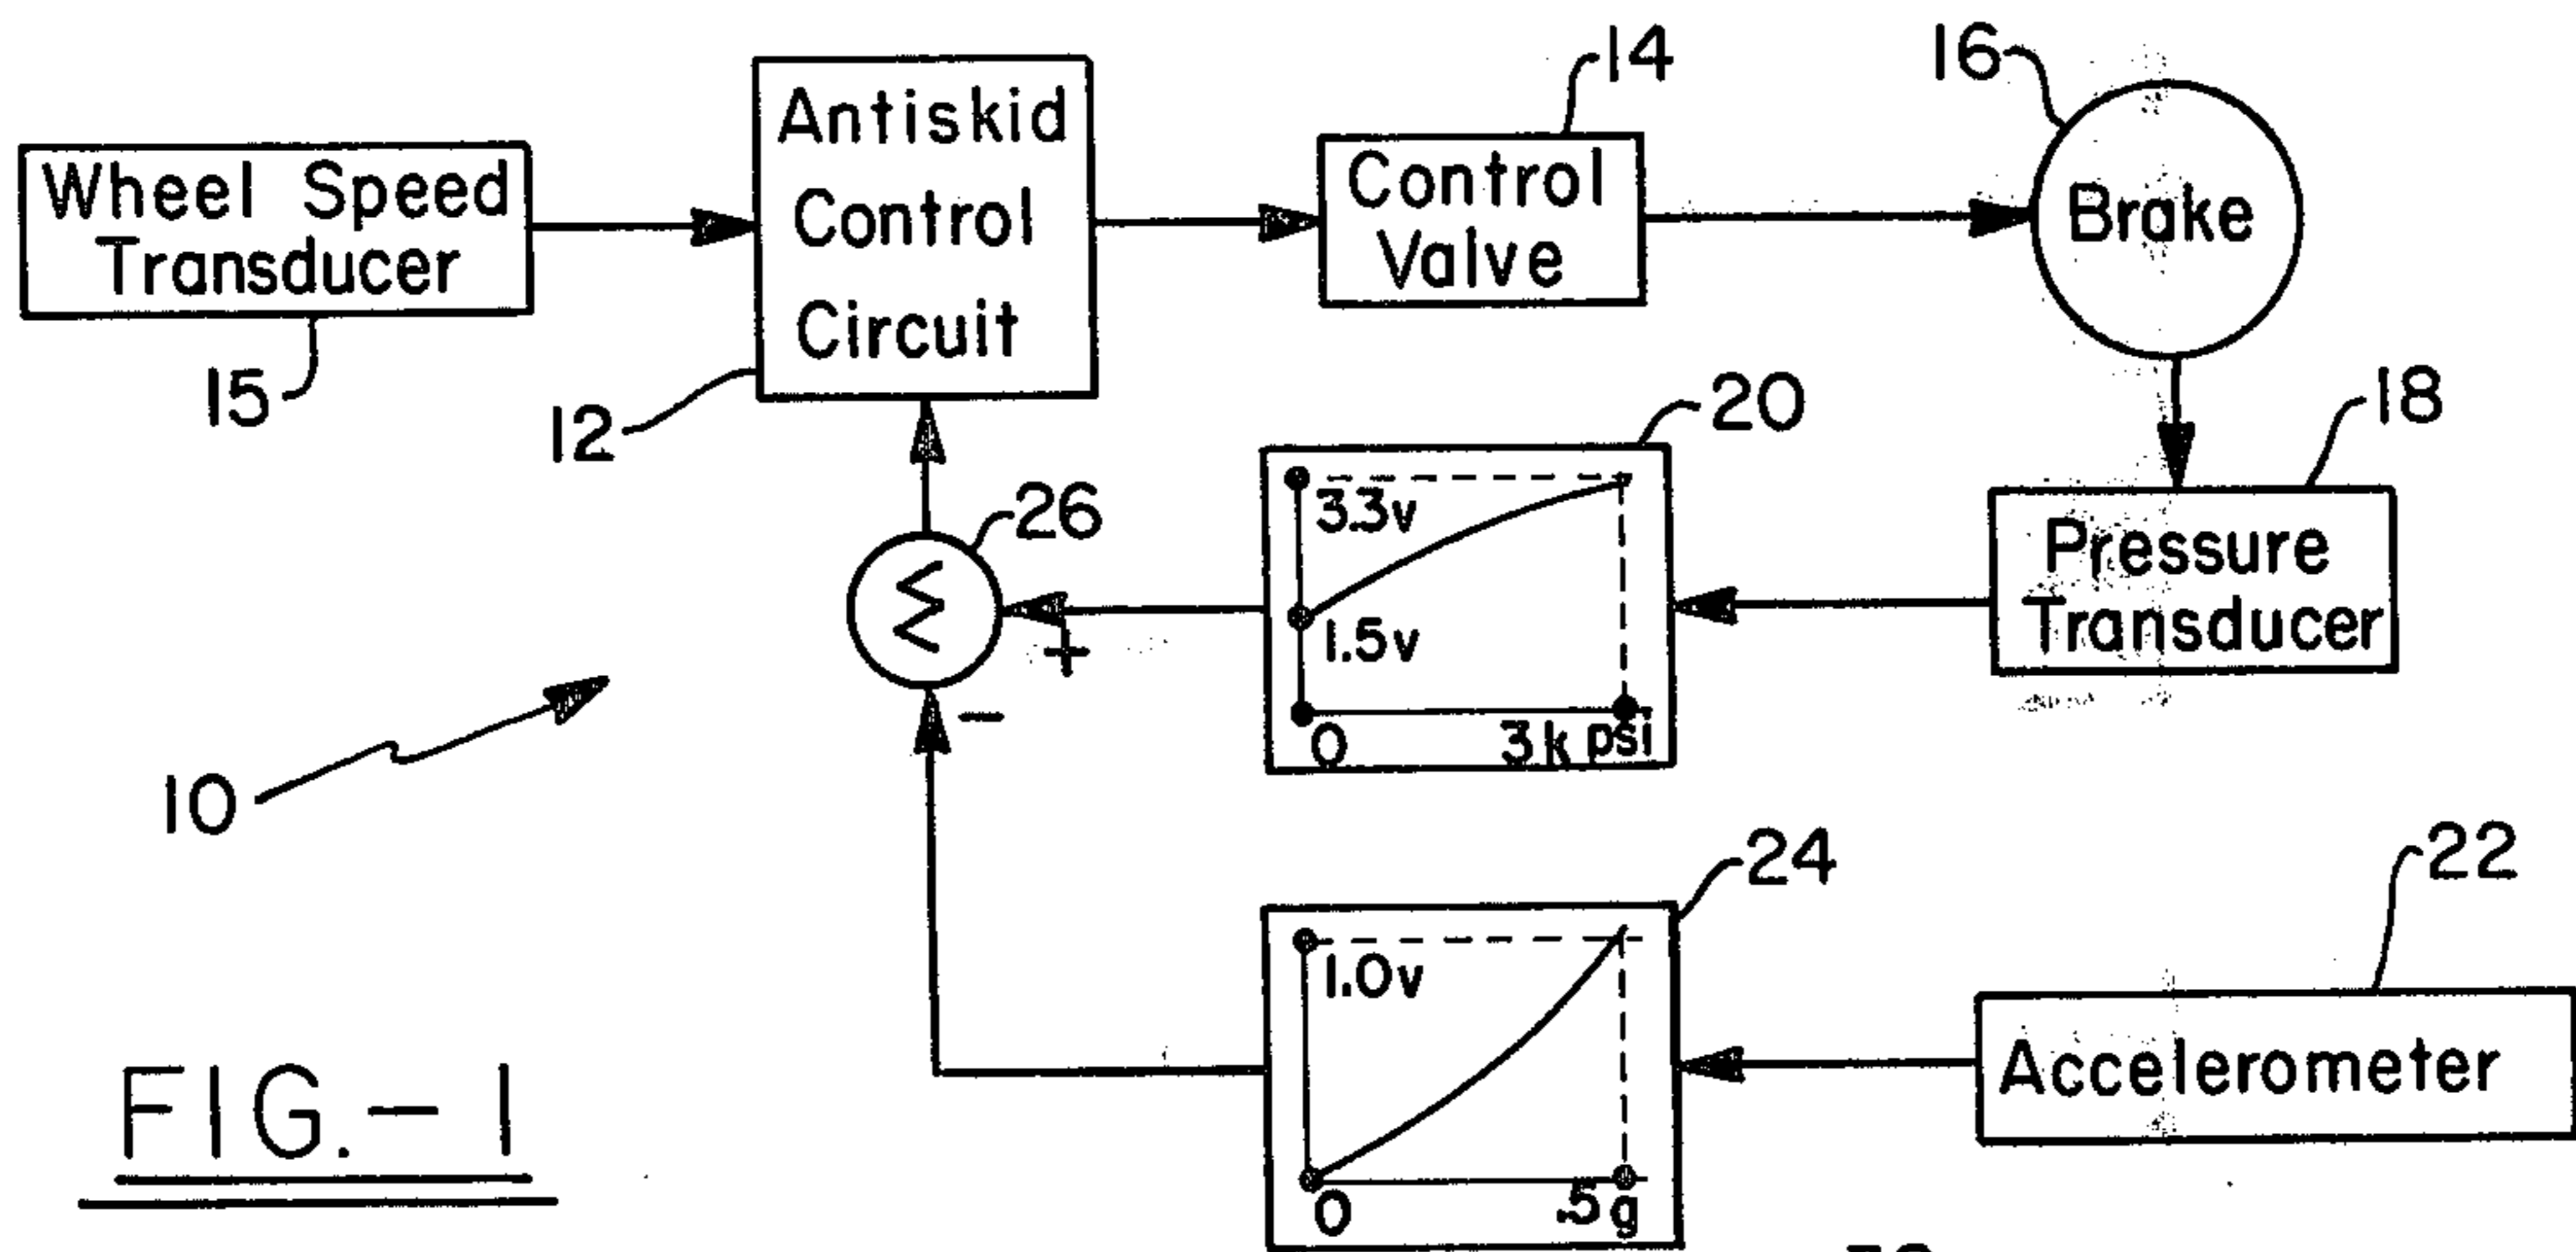 Wheel Speed
Transducer
15
Antiskid
Control
Circuit
12
Control
Valve
14
Brake
16
Pressure
Transducer
18
3.3v
1.5v
0
3k psi
20
Σ
26
+
-
10
1.0v
0
.5g
24
Accelerometer
22
FIG.-1